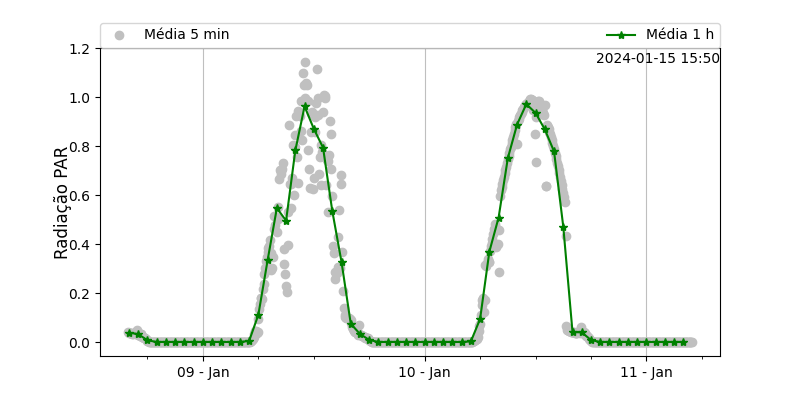 Média 5 min
Média 1 h
2024-01-15 15:50
Radiação PAR
1.2
1.0
0.8
0.6
0.4
0.2
0.0
09 - Jan
10 - Jan
11 - Jan